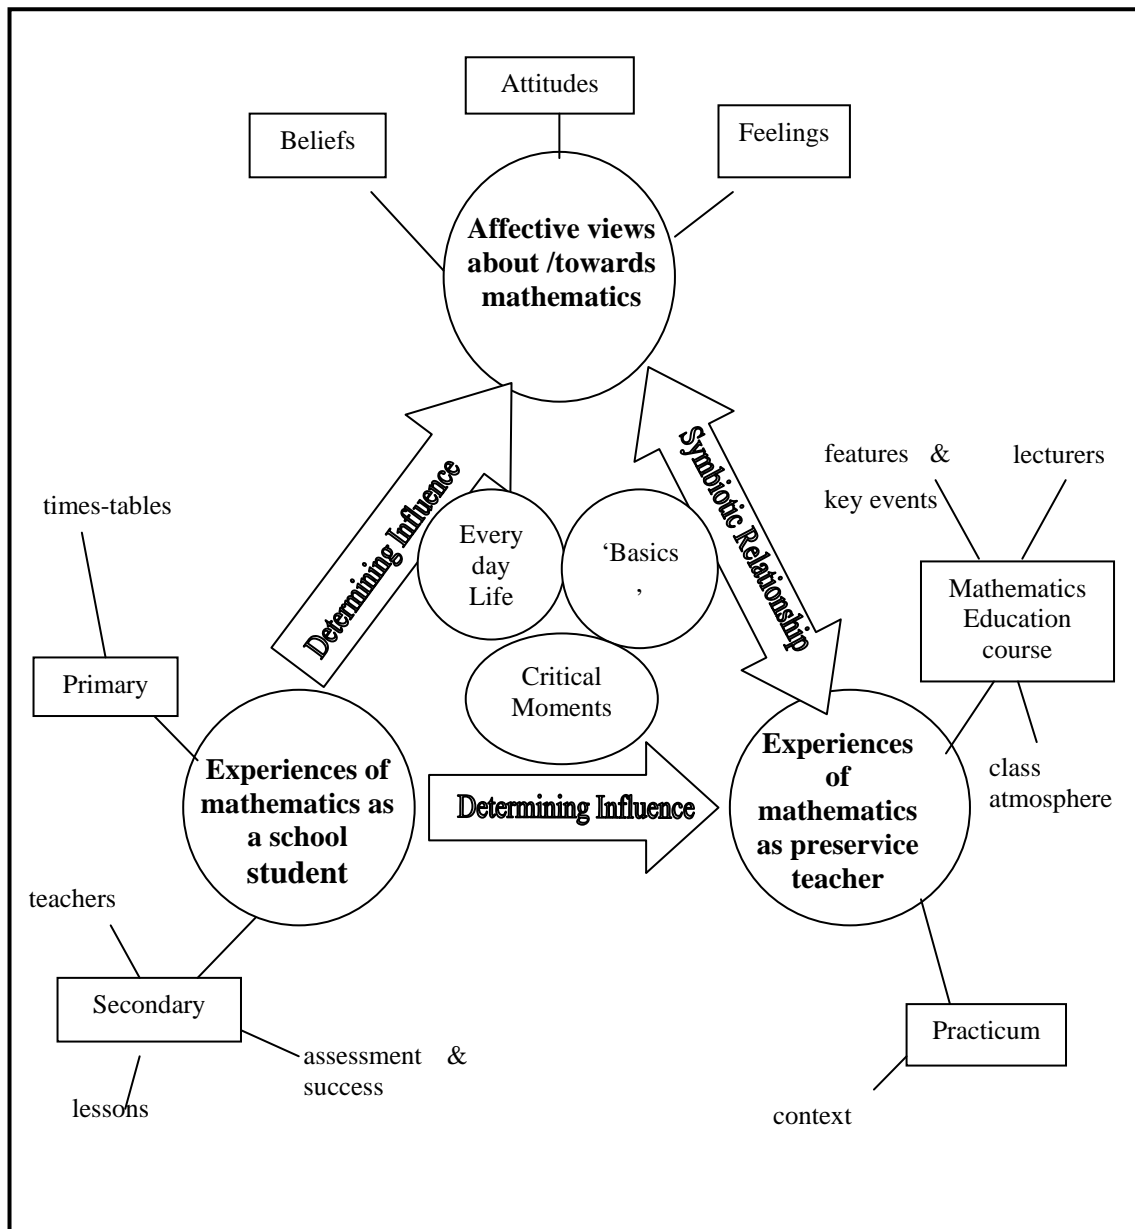 Attitudes
Beliefs
Feelings
Affective views
about /towards
mathematics
Determining Influence
Symbiotic Relationship
Every
day
Life
‘Basics
’
Critical
Moments
features &
key events
lecturers
Mathematics
Education
course
class
atmosphere
times-tables
Primary
Experiences of
mathematics as
a school
student
Determining Influence
Experiences
of
mathematics
as preservice
teacher
teachers
Secondary
assessment &
success
lessons
Practicum
context